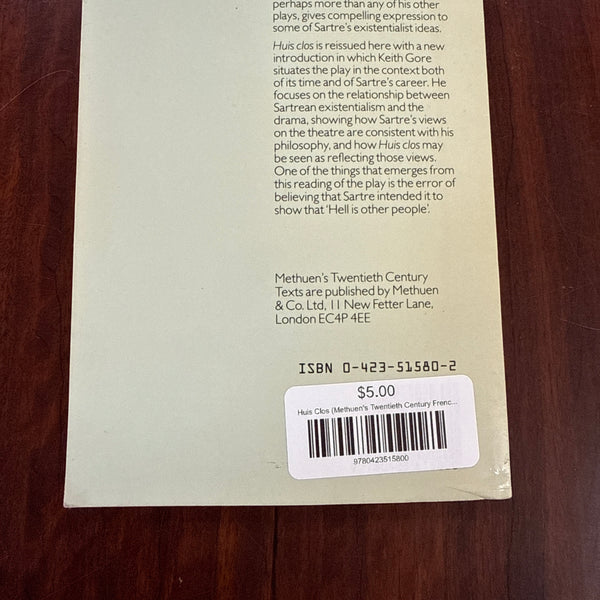 perhaps more than any of his other
plays, gives compelling expression to
some of Sartre's existentialist ideas.
Huis clos is reissued here with a new
introduction in which Keith Gore
situates the play in the context both
of its time and of Sartre's career. He
focuses on the relationship between
Sartrean existentialism and the
drama, showing how Sartre's views
on the theatre are consistent with his
philosophy, and how Huis clos may
be seen as reflecting those views.
One of the things that emerges from
this reading of the play is the error of
believing that Sartre intended it to
show that 'Hell is other people'.
Methuen's Twentieth Century
Texts are published by Methuen
& Co. Ltd, 11 New Fetter Lane,
London EC4P 4EE
ISBN 0-423-51580-2
$5.00
Huis Clos (Methuen's Twentieth Century Frenc...
9780423515800